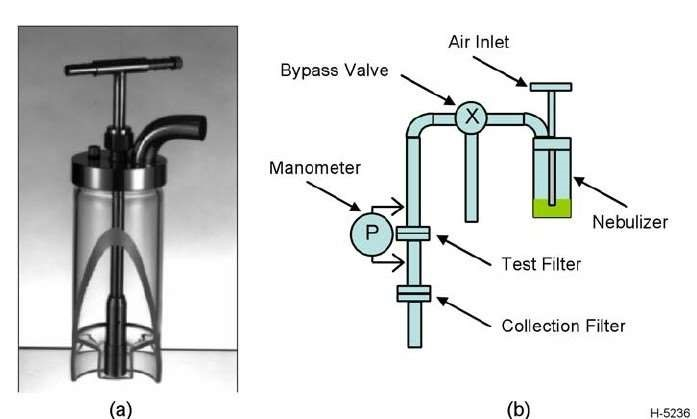 Air Inlet
Bypass Valve
X
Manometer
P
Nebulizer
Test Filter
Collection Filter
(a)
(b)
H-5236